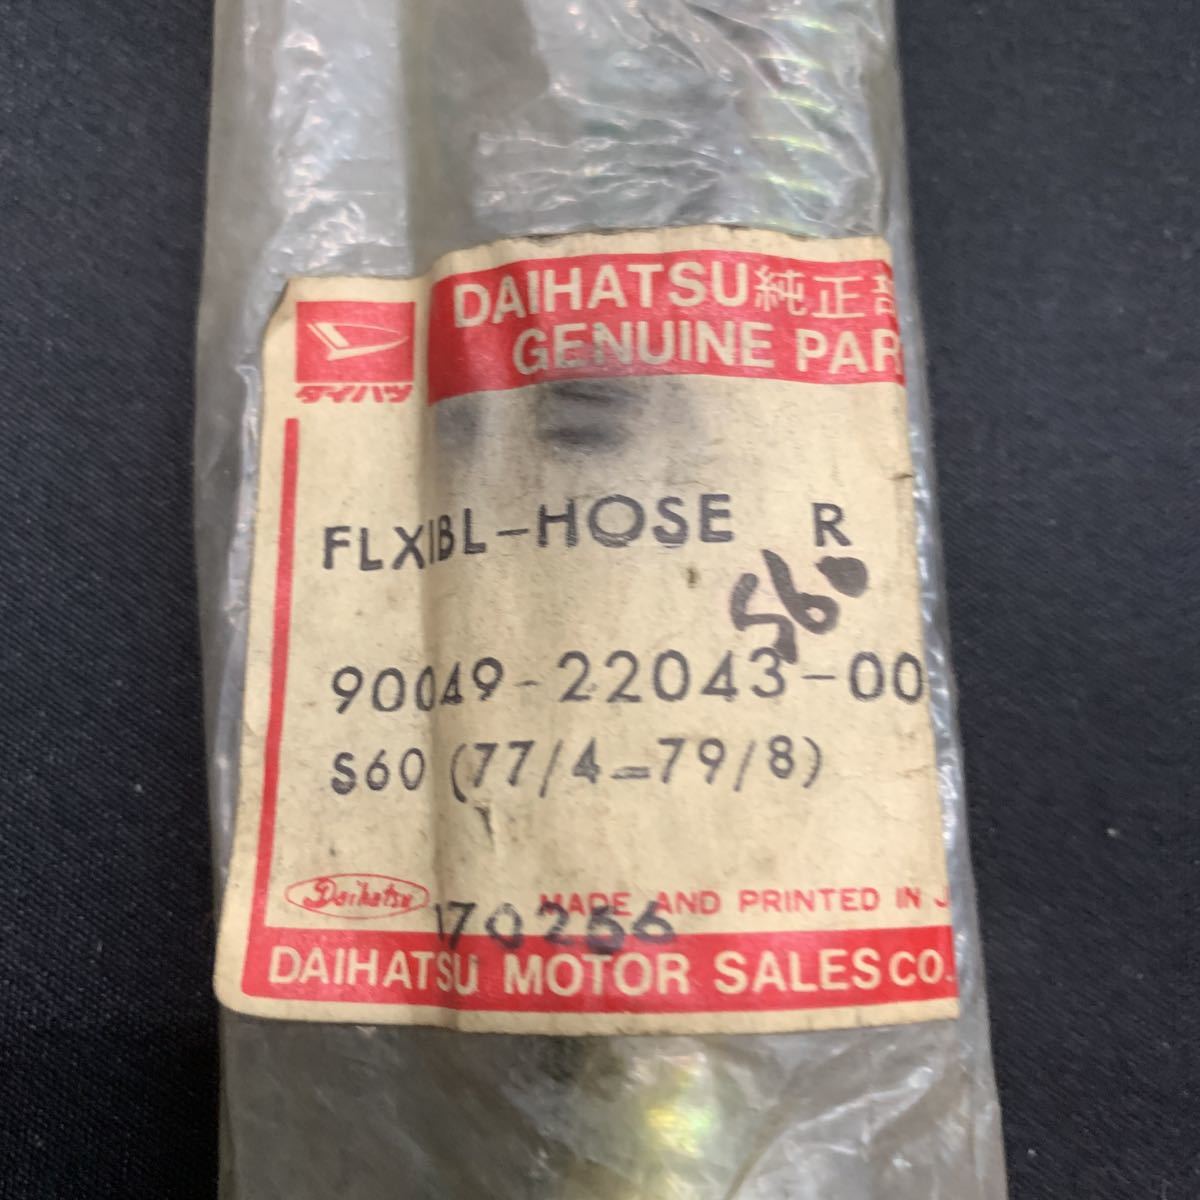 DAIHATSU純正部
GENUINE PAR
ダイハツ
FLXIBL-HOSE R
S60
90049-22043-00
S60 (77/4-79/8)
Daihatsu
MADE AND PRINTED IN J
170256
DAIHATSU MOTOR SALES CO.